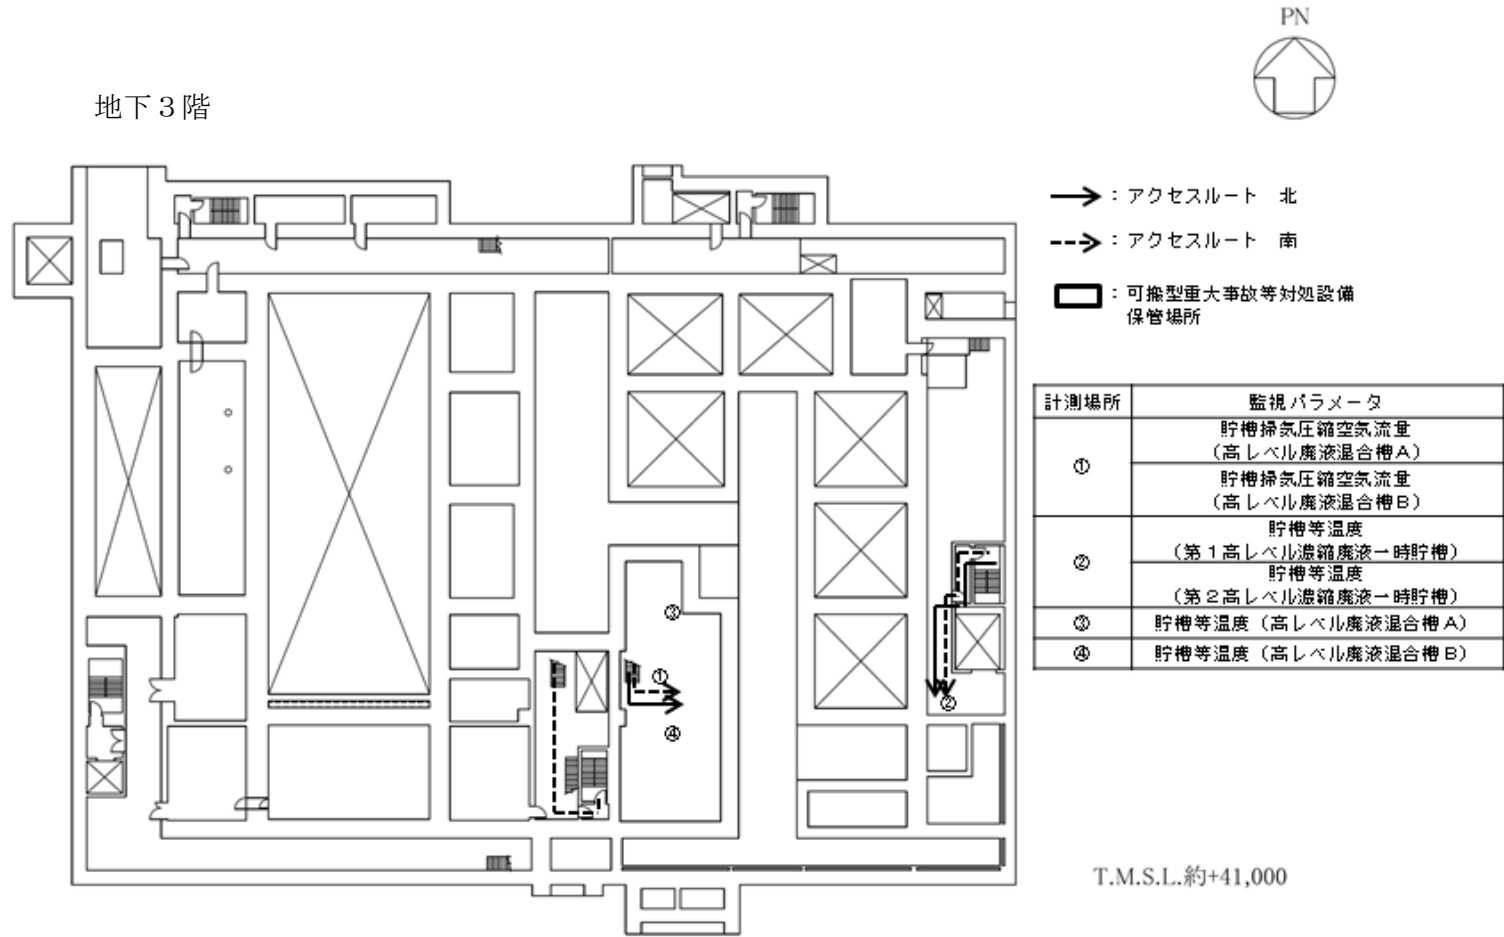 PN
地下３階
：アクセスルート　北
：アクセスルート　南
：可搬型重大事故等対処設備
保管場所
計測場所
監視パラメータ
①
貯槽掃気圧縮空気流量
（高レベル廃液混合槽Ａ）
貯槽掃気圧縮空気流量
（高レベル廃液混合槽Ｂ）
②
貯槽等温度
（第１高レベル濃縮廃液一時貯槽）
貯槽等温度
（第２高レベル濃縮廃液一時貯槽）
③
貯槽等温度（高レベル廃液混合槽Ａ）
④
貯槽等温度（高レベル廃液混合槽Ｂ）
③
①
④
②
T.M.S.L.約+41,000